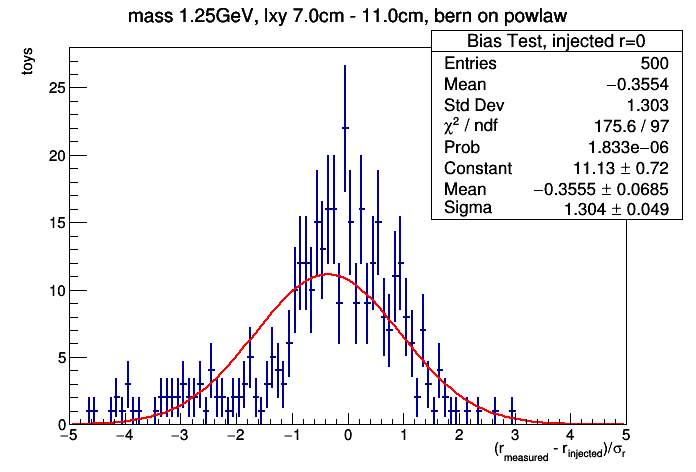 mass 1.25GeV, lxy 7.0cm - 11.0cm, bern on powlaw
toys
Bias Test, injected r=0
Entries 500
Mean −0.3554
Std Dev 1.303
χ² / ndf 175.6 / 97
Prob 1.833e−06
Constant 11.13 ± 0.72
Mean −0.3555 ± 0.0685
Sigma 1.304 ± 0.049
25
20
15
10
5
0
−5 −4 −3 −2 −1 0 1 2 3 4 5
(r_measured - r_injected)/σ_r